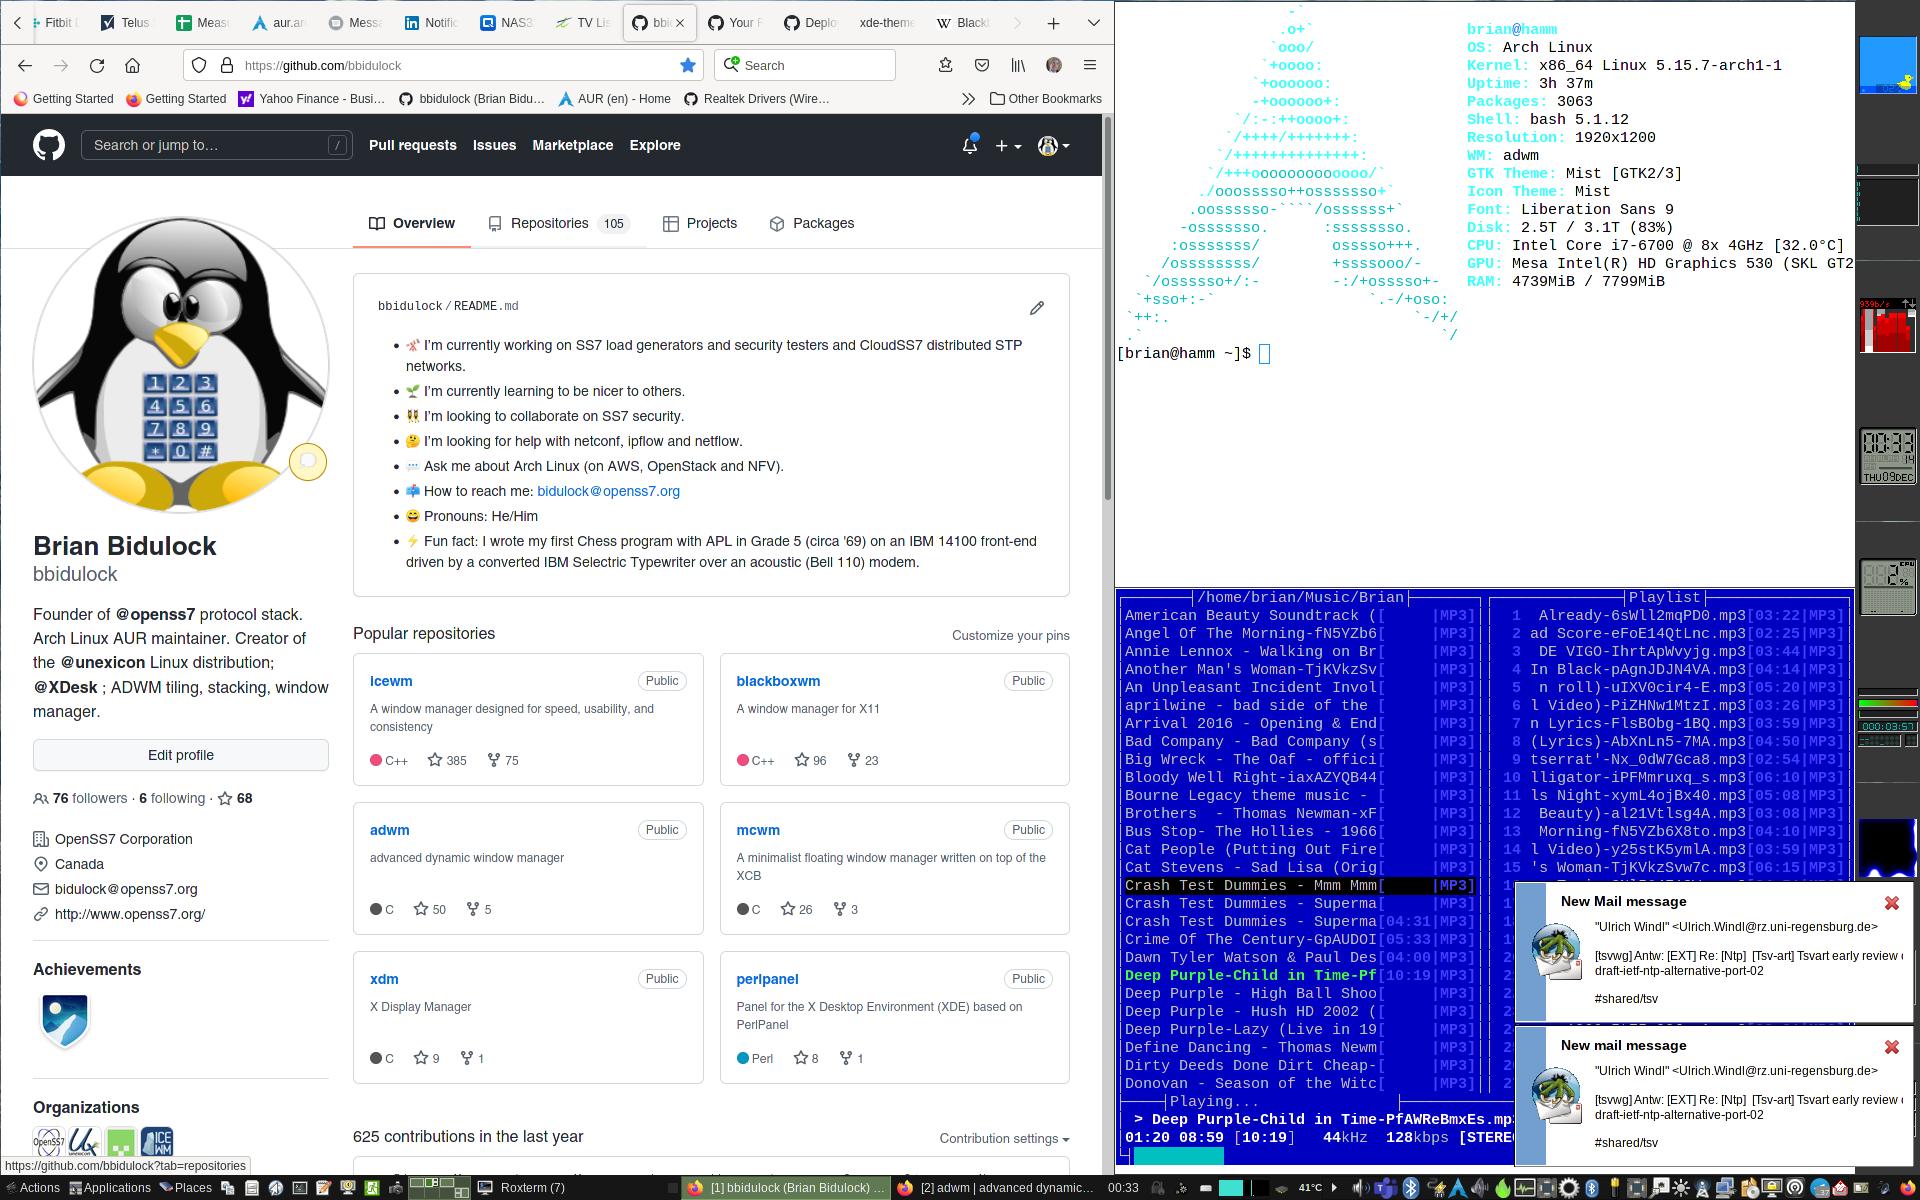 Fitbit
Telus
Meas
aur.ar
Mess
Notific
NAS3
TV Lis
bbi
Your
Deplo
xde-theme
Black
https://github.com/bbidulock
Search
Getting Started
Getting Started
Yahoo Finance - Busi…
bbidulock (Brian Bidu…
AUR (en) - Home
Realtek Drivers (Wire…
Other Bookmarks
Search or jump to…
/
Pull requests
Issues
Marketplace
Explore
Overview
Repositories 105
Projects
Packages
bbidulock / README.md
I'm currently working on SS7 load generators and security testers and CloudSS7 distributed STP
networks.
I'm currently learning to be nicer to others.
I'm looking to collaborate on SS7 security.
I'm looking for help with netconf, ipflow and netflow.
Ask me about Arch Linux (on AWS, OpenStack and NFV).
How to reach me: bidulock@openss7.org
Pronouns: He/Him
Fun fact: I wrote my first Chess program with APL in Grade 5 (circa '69) on an IBM 14100 front-end
driven by a converted IBM Selectric Typewriter over an acoustic (Bell 110) modem.
1 2 3
4 5 6
7 8 9
* 0 #
Brian Bidulock
bbidulock
Founder of @openss7 protocol stack.
Arch Linux AUR maintainer. Creator of
the @unexicon Linux distribution;
@XDesk ; ADWM tiling, stacking, window
manager.
Edit profile
76 followers · 6 following · 68
OpenSS7 Corporation
Canada
bidulock@openss7.org
http://www.openss7.org/
Achievements
Organizations
OpenSS7
ICE
WM
https://github.com/bbidulock?tab=repositories
Popular repositories
Customize your pins
icewm
Public
A window manager designed for speed, usability, and
consistency
C++ 385 75
blackboxwm
Public
A window manager for X11
C++ 96 23
adwm
Public
advanced dynamic window manager
C 50 5
mcwm
Public
A minimalist floating window manager written on top of the
XCB
C 26 3
xdm
Public
X Display Manager
C 9 1
perlpanel
Public
Panel for the X Desktop Environment (XDE) based on
PerlPanel
Perl 8 1
625 contributions in the last year
Contribution settings
brian@hamm
OS: Arch Linux
Kernel: x86_64 Linux 5.15.7-arch1-1
Uptime: 3h 37m
Packages: 3063
Shell: bash 5.1.12
Resolution: 1920x1200
WM: adwm
GTK Theme: Mist [GTK2/3]
Icon Theme: Mist
Font: Liberation Sans 9
Disk: 2.5T / 3.1T (83%)
CPU: Intel Core i7-6700 @ 8x 4GHz [32.0°C]
GPU: Mesa Intel(R) HD Graphics 530 (SKL GT2
RAM: 4739MiB / 7799MiB
[brian@hamm ~]$
/home/brian/Music/Brian
American Beauty Soundtrack ([ |MP3]
Angel Of The Morning-fN5YZb6[ |MP3]
Annie Lennox - Walking on Br[ |MP3]
Another Man's Woman-TjKVkzSv[ |MP3]
An Unpleasant Incident Invol[ |MP3]
aprilwine - bad side of the [ |MP3]
Arrival 2016 - Opening & End[ |MP3]
Bad Company - Bad Company (s[ |MP3]
Big Wreck - The Oaf - offici[ |MP3]
Bloody Well Right-iaxAZYQB44[ |MP3]
Bourne Legacy theme music - [ |MP3]
Brothers - Thomas Newman-xF[ |MP3]
Bus Stop- The Hollies - 1966[ |MP3]
Cat People (Putting Out Fire[ |MP3]
Cat Stevens - Sad Lisa (Orig[ |MP3]
Crash Test Dummies - Mmm Mmm[ |MP3]
Crash Test Dummies - Superma[ |MP3]
Crash Test Dummies - Superma[04:31|MP3]
Crime Of The Century-GpAUDOI[05:33|MP3]
Dawn Tyler Watson & Paul Des[04:00|MP3]
Deep Purple-Child in Time-Pf[10:19|MP3]
Deep Purple - High Ball Shoo[ |MP3]
Deep Purple - Hush HD 2002 ([ |MP3]
Deep Purple-Lazy (Live in 19[ |MP3]
Define Dancing - Thomas Newm[ |MP3]
Dirty Deeds Done Dirt Cheap-[ |MP3]
Donovan - Season of the Witc[ |MP3]
Playlist
1 Already-6sWll2mqPD0.mp3[03:22|MP3]
2 ad Score-eFoE14QtLnc.mp3[02:25|MP3]
3 DE VIGO-IhrtApWvyjg.mp3[03:44|MP3]
4 In Black-pAgnJDJN4VA.mp3[04:14|MP3]
5 n roll)-uIXV0cir4-E.mp3[05:20|MP3]
6 l Video)-PiZHNw1MtzI.mp3[03:26|MP3]
7 n Lyrics-FlsBObg-1BQ.mp3[03:59|MP3]
8 (Lyrics)-AbXnLn5-7MA.mp3[04:50|MP3]
9 tserrat'-Nx_0dW7Gca8.mp3[02:54|MP3]
10 lligator-iPFMmruxq_s.mp3[06:10|MP3]
11 ls Night-xymL4ojBx40.mp3[05:08|MP3]
12 Beauty)-al21Vtlsg4A.mp3[03:08|MP3]
13 Morning-fN5YZb6X8to.mp3[04:10|MP3]
14 l Video)-y25stK5ymlA.mp3[03:59|MP3]
15 's Woman-TjKVkzSvw7c.mp3[06:15|MP3]
Playing...
> Deep Purple-Child in Time-PfAWReBmxEs.mp3
01:20 08:59 [10:19] 44kHz 128kbps [STERE
New Mail message
"Ulrich Windl" <Ulrich.Windl@rz.uni-regensburg.de>
[tsvwg] Antw: [EXT] Re: [Ntp] [Tsv-art] Tsvart early review
draft-ietf-ntp-alternative-port-02
#shared/tsv
New mail message
"Ulrich Windl" <Ulrich.Windl@rz.uni-regensburg.de>
[tsvwg] Antw: [EXT] Re: [Ntp] [Tsv-art] Tsvart early review
draft-ietf-ntp-alternative-port-02
#shared/tsv
939b/s
00:33
14
THU09DEC
CPU
2%
000:03:57
Actions
Applications
Places
Roxterm (7)
[1] bbidulock (Brian Bidulock) ...
[2] adwm | advanced dynamic...
00:33
41°C